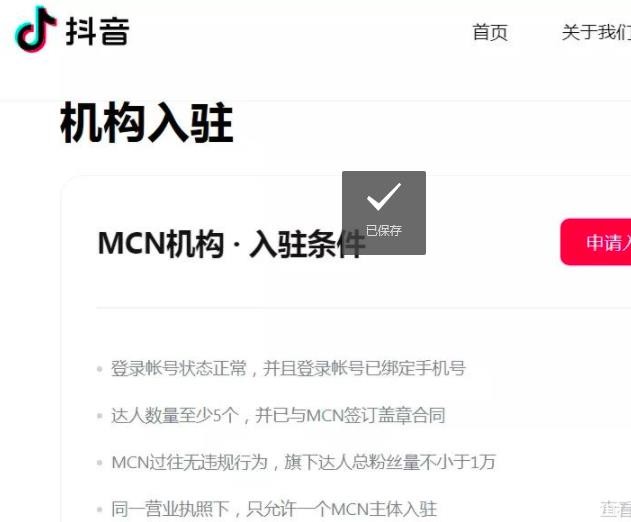 抖音
首页
关于我们
机构入驻
已保存
MCN机构 · 入驻条件
申请入
登录帐号状态正常，并且登录帐号已绑定手机号
达人数量至少5个，并已与MCN签订盖章合同
MCN过往无违规行为，旗下达人总粉丝量不小于1万
同一营业执照下，只允许一个MCN主体入驻
查看